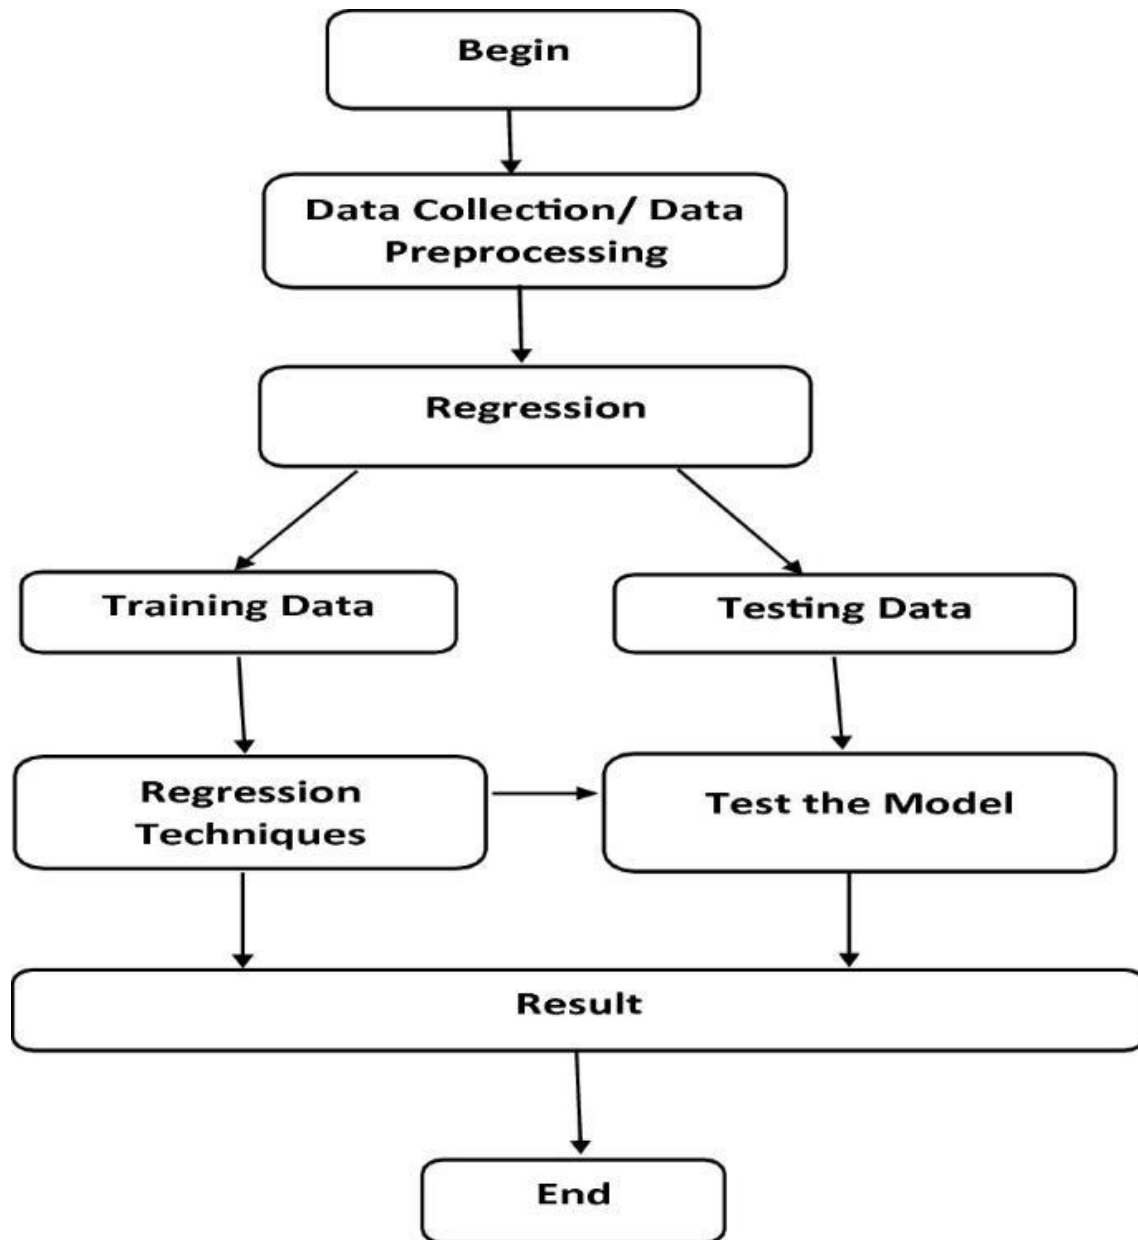 Begin
Data Collection/ Data
Preprocessing
Regression
Training Data
Testing Data
Regression
Techniques
Test the Model
Result
End